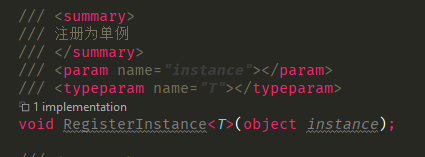 /// <summary>
/// 注册为单例
/// </summary>
/// <param name="instance"></param>
/// <typeparam name="T"></typeparam>
1 implementation
void RegisterInstance<T>(object instance);